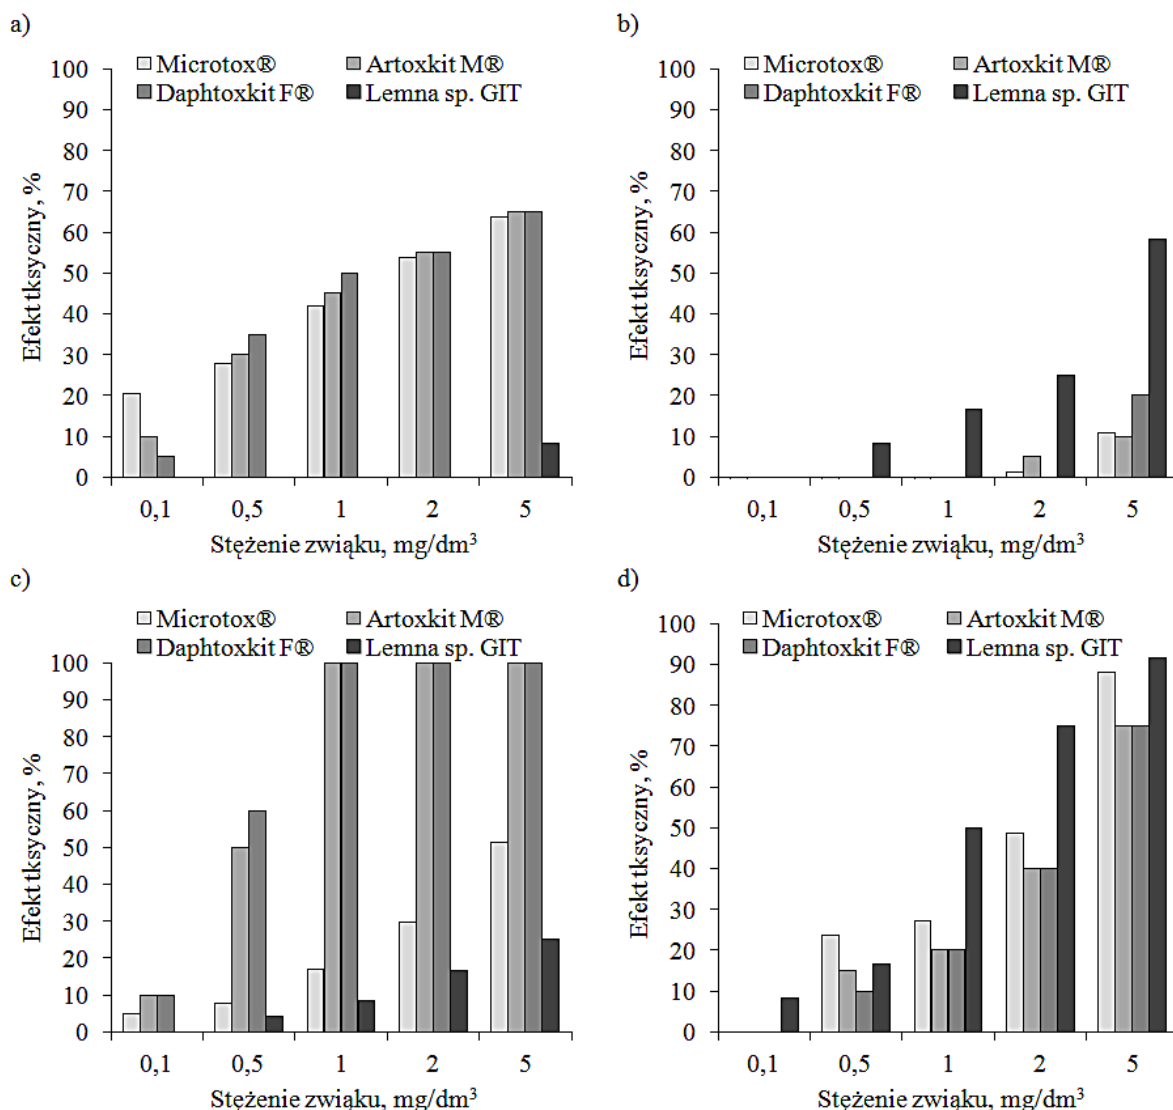 a)
Microtox® Artoxkit M®
Daphtoxkit F® Lemna sp. GIT
100
90
80
70
60
50
40
30
20
10
0
Efekt tksyczny, %
0,1 0,5 1 2 5
Stężenie zwiąku, mg/dm³
b)
Microtox® Artoxkit M®
Daphtoxkit F® Lemna sp. GIT
100
90
80
70
60
50
40
30
20
10
0
Efekt tksyczny, %
0,1 0,5 1 2 5
Stężenie zwiąku, mg/dm³
c)
Microtox® Artoxkit M®
Daphtoxkit F® Lemna sp. GIT
100
90
80
70
60
50
40
30
20
10
0
Efekt tksyczny, %
0,1 0,5 1 2 5
Stężenie zwiąku, mg/dm³
d)
Microtox® Artoxkit M®
Daphtoxkit F® Lemna sp. GIT
100
90
80
70
60
50
40
30
20
10
0
Efekt tksyczny, %
0,1 0,5 1 2 5
Stężenie zwiąku, mg/dm³